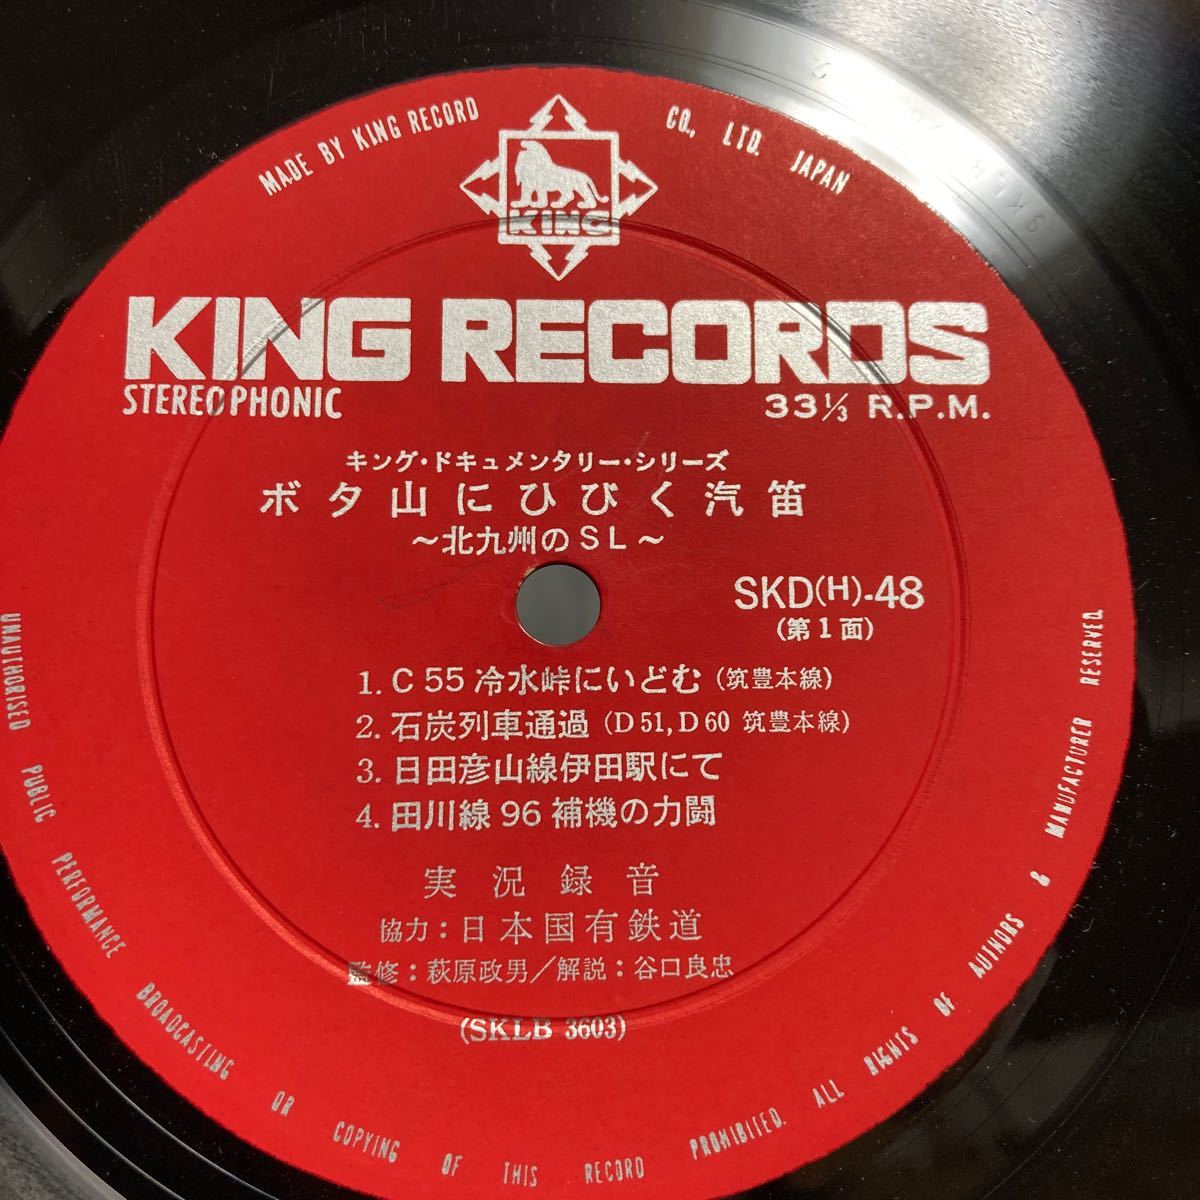 MADE BY KING RECORD CO., LTD. JAPAN
KING
KING RECORDS
STEREOPHONIC
33⅓ R.P.M.
キング・ドキュメンタリー・シリーズ
ボタ山にひびく汽笛
～北九州のSL～
SKD(H)-48
(第1面)
1. C55冷水峠にいどむ(筑豊本線)
2. 石炭列車通過(D51, D60 筑豊本線)
3. 日田彦山線伊田駅にて
4. 田川線96補機の力闘
実況録音
協力:日本国有鉄道
監修:萩原政男/解説:谷口良忠
(SKLB 3603)
UNAUTHORISED PUBLIC PERFORMANCE BROADCASTING OR COPYING OF THIS RECORD PROHIBITED. ALL RIGHTS OF AUTHORS & MANUFACTURER RESERVED.